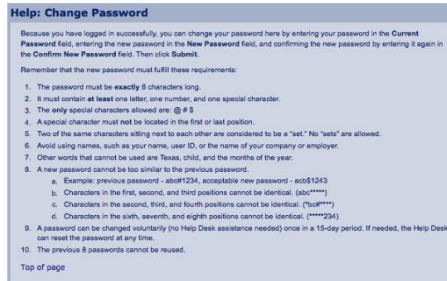 Help: Change Password
Because you have logged in successfully, you can change your password here by entering your password in the Current
Password field, entering the new password in the New Password field, and confirming the new password by entering it again in
the Confirm New Password field. Then click Submit.
Remember that the new password must fulfill these requirements:
1. The password must be exactly 8 characters long.
2. It must contain at least one letter, one number, and one special character.
3. The only special characters allowed are: @ # $
4. A special character must not be located in the first or last position.
5. Two of the same characters sitting next to each other are considered to be a "set." No "sets" are allowed.
6. Avoid using names, such as your name, user ID, or the name of your company or employer.
7. Other words that cannot be used are Texas, child, and the months of the year.
8. A new password cannot be too similar to the previous password.
a. Example: previous password - abc#1234, acceptable new password - acb$1243
b. Characters in the first, second, and third positions cannot be identical. (abc*****)
c. Characters in the second, third, and fourth positions cannot be identical. (*bc#****)
d. Characters in the sixth, seventh, and eighth positions cannot be identical. (*****234)
9. A password can be changed voluntarily (no Help Desk assistance needed) once in a 15-day period. If needed, the Help Desk
can reset the password at any time.
10. The previous 8 passwords cannot be reused.
Top of page